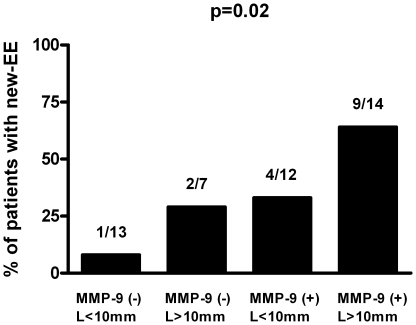 p=0.02
% of patients with new-EE
100
75
50
25
0
1/13
2/7
4/12
9/14
MMP-9 (-)
L<10mm
MMP-9 (-)
L>10mm
MMP-9 (+)
L<10mm
MMP-9 (+)
L>10mm